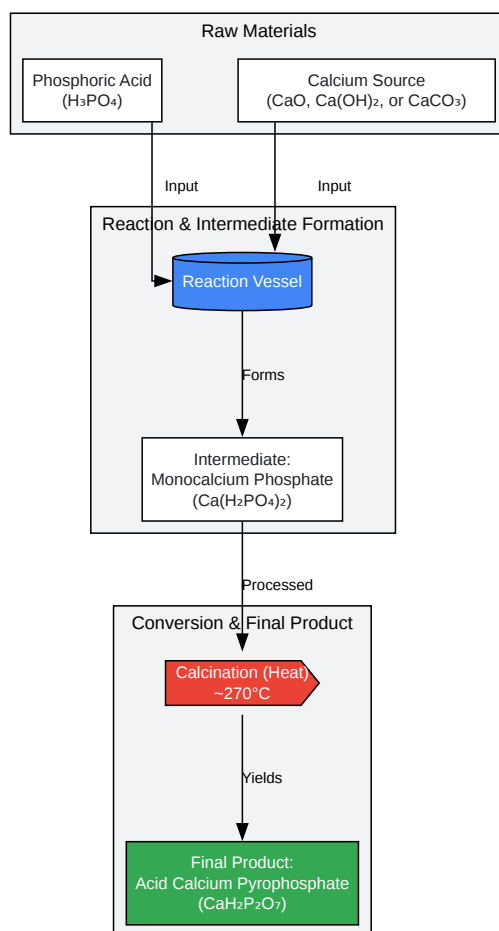 Raw Materials
Phosphoric Acid
(H₃PO₄)
Calcium Source
(CaO, Ca(OH)₂, or CaCO₃)
Input
Input
Reaction & Intermediate Formation
Reaction Vessel
Forms
Intermediate:
Monocalcium Phosphate
(Ca(H₂PO₄)₂)
Processed
Conversion & Final Product
Calcination (Heat)
~270°C
Yields
Final Product:
Acid Calcium Pyrophosphate
(CaH₂P₂O₇)